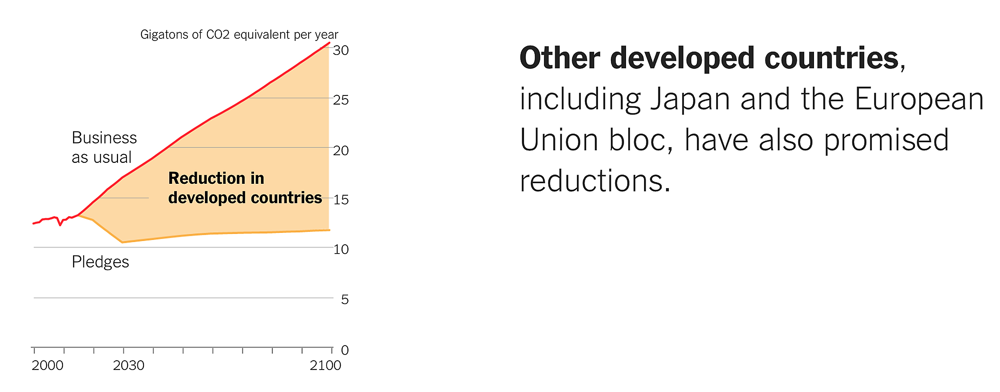 Gigatons of CO2 equivalent per year
30
25
20
15
10
5
0
Business
as usual
Reduction in
developed countries
Pledges
2000
2030
2100
Other developed countries,
including Japan and the European
Union bloc, have also promised
reductions.